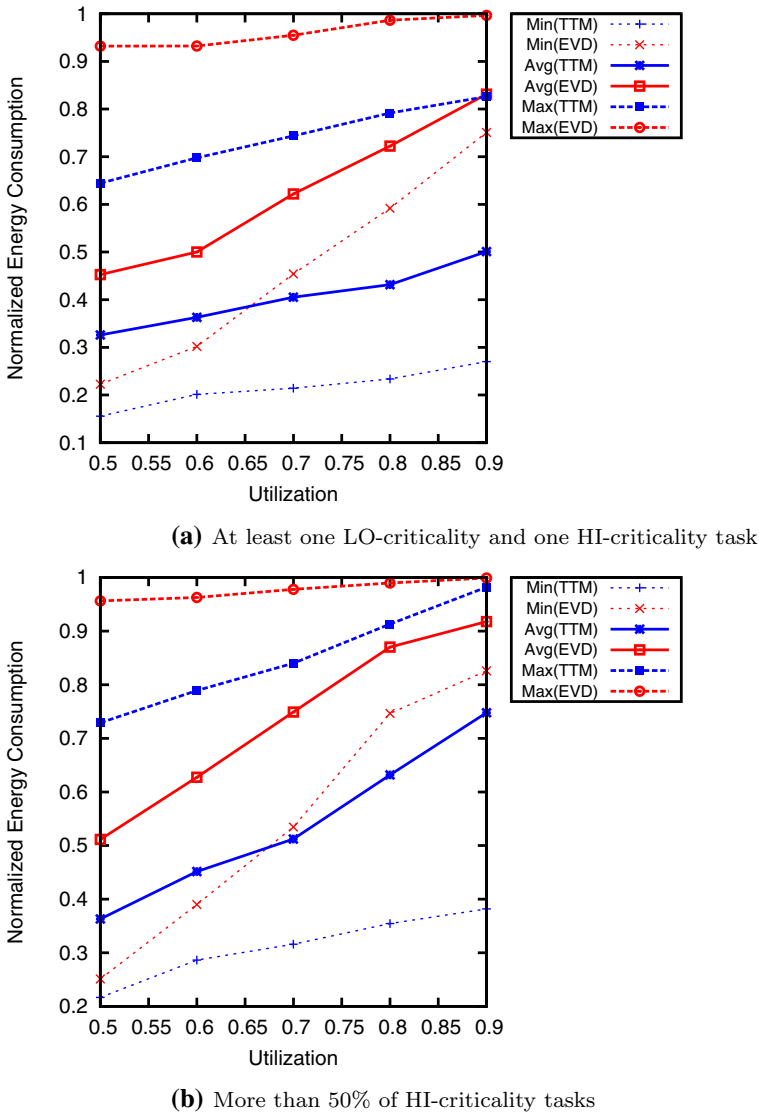 1
0.9
0.8
0.7
0.6
0.5
0.4
0.3
0.2
0.1
Normalized Energy Consumption
0.5 0.55 0.6 0.65 0.7 0.75 0.8 0.85 0.9
Utilization
Min(TTM)
Min(EVD)
Avg(TTM)
Avg(EVD)
Max(TTM)
Max(EVD)
(a) At least one LO-criticality and one HI-criticality task
1
0.9
0.8
0.7
0.6
0.5
0.4
0.3
0.2
Normalized Energy Consumption
0.5 0.55 0.6 0.65 0.7 0.75 0.8 0.85 0.9
Utilization
Min(TTM)
Min(EVD)
Avg(TTM)
Avg(EVD)
Max(TTM)
Max(EVD)
(b) More than 50% of HI-criticality tasks